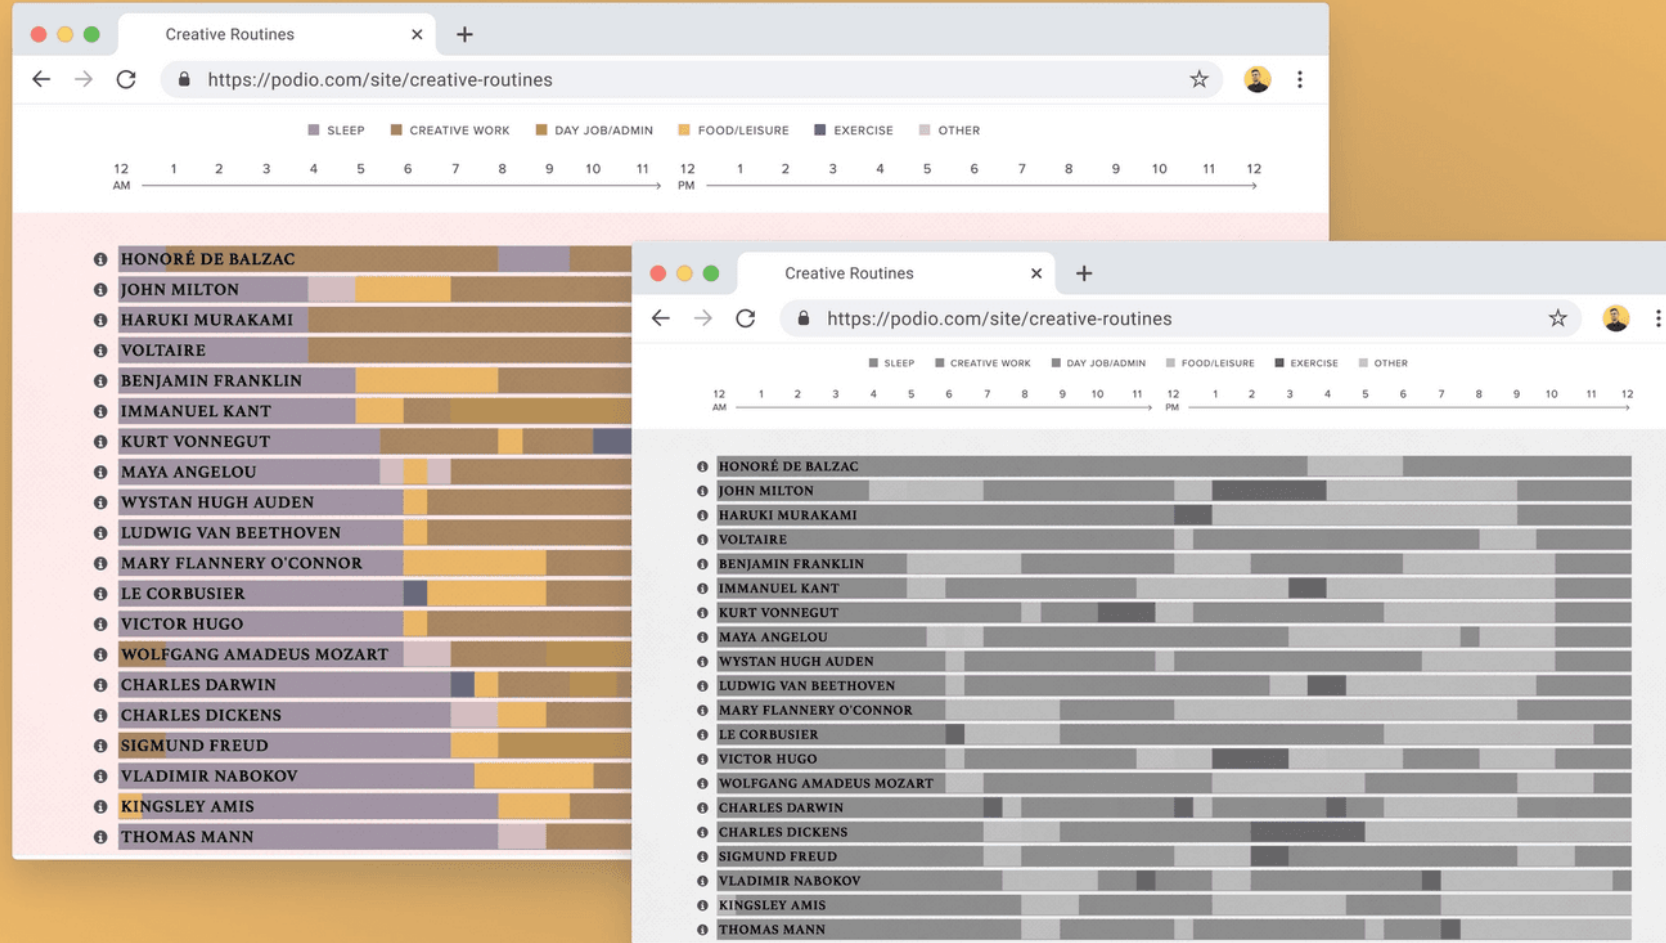 Creative Routines
https://podio.com/site/creative-routines
SLEEP CREATIVE WORK DAY JOB/ADMIN FOOD/LEISURE EXERCISE OTHER
12 1 2 3 4 5 6 7 8 9 10 11 12 1 2 3 4 5 6 7 8 9 10 11 12
AM PM
HONORÉ DE BALZAC
JOHN MILTON
HARUKI MURAKAMI
VOLTAIRE
BENJAMIN FRANKLIN
IMMANUEL KANT
KURT VONNEGUT
MAYA ANGELOU
WYSTAN HUGH AUDEN
LUDWIG VAN BEETHOVEN
MARY FLANNERY O'CONNOR
LE CORBUSIER
VICTOR HUGO
WOLFGANG AMADEUS MOZART
CHARLES DARWIN
CHARLES DICKENS
SIGMUND FREUD
VLADIMIR NABOKOV
KINGSLEY AMIS
THOMAS MANN
Creative Routines
https://podio.com/site/creative-routines
SLEEP CREATIVE WORK DAY JOB/ADMIN FOOD/LEISURE EXERCISE OTHER
12 1 2 3 4 5 6 7 8 9 10 11 12 1 2 3 4 5 6 7 8 9 10 11 12
AM PM
HONORÉ DE BALZAC
JOHN MILTON
HARUKI MURAKAMI
VOLTAIRE
BENJAMIN FRANKLIN
IMMANUEL KANT
KURT VONNEGUT
MAYA ANGELOU
WYSTAN HUGH AUDEN
LUDWIG VAN BEETHOVEN
MARY FLANNERY O'CONNOR
LE CORBUSIER
VICTOR HUGO
WOLFGANG AMADEUS MOZART
CHARLES DARWIN
CHARLES DICKENS
SIGMUND FREUD
VLADIMIR NABOKOV
KINGSLEY AMIS
THOMAS MANN